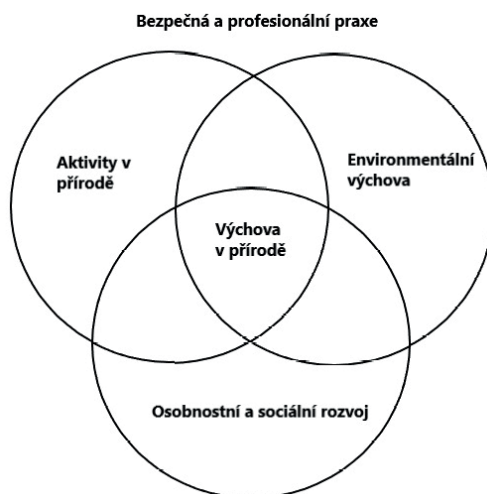 Bezpečná a profesionální praxe
Aktivity v
přírodě
Environmentální
výchova
Výchova
v přírodě
Osobnostní a sociální rozvoj